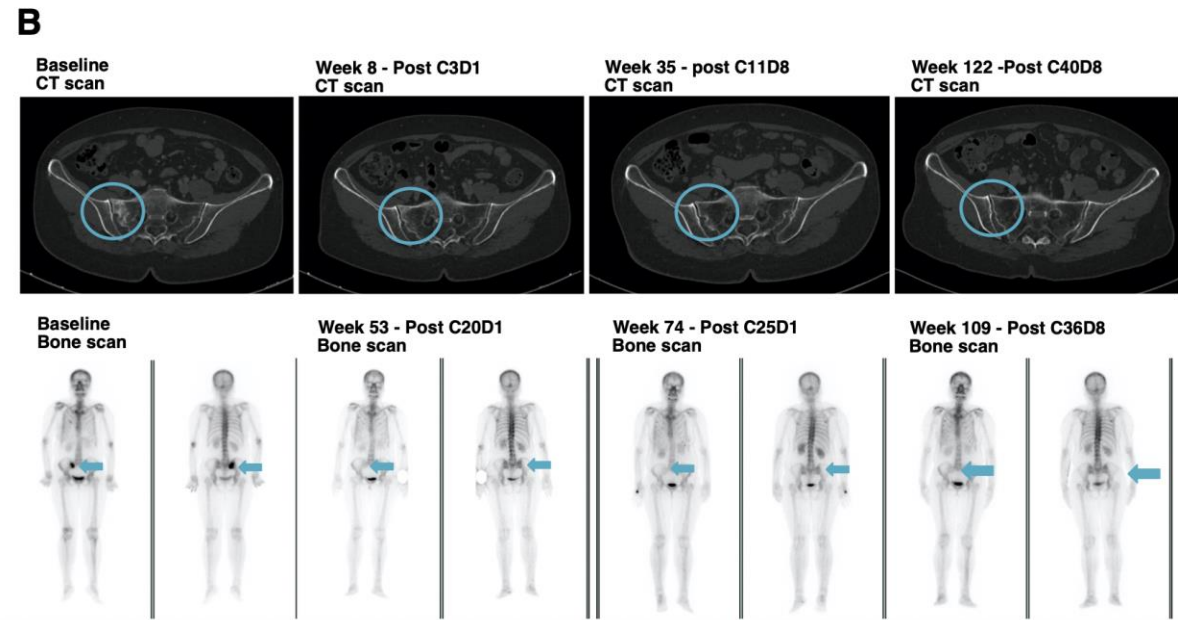 B
Baseline
CT scan
Week 8 - Post C3D1
CT scan
Week 35 - post C11D8
CT scan
Week 122 -Post C40D8
CT scan
Baseline
Bone scan
Week 53 - Post C20D1
Bone scan
Week 74 - Post C25D1
Bone scan
Week 109 - Post C36D8
Bone scan